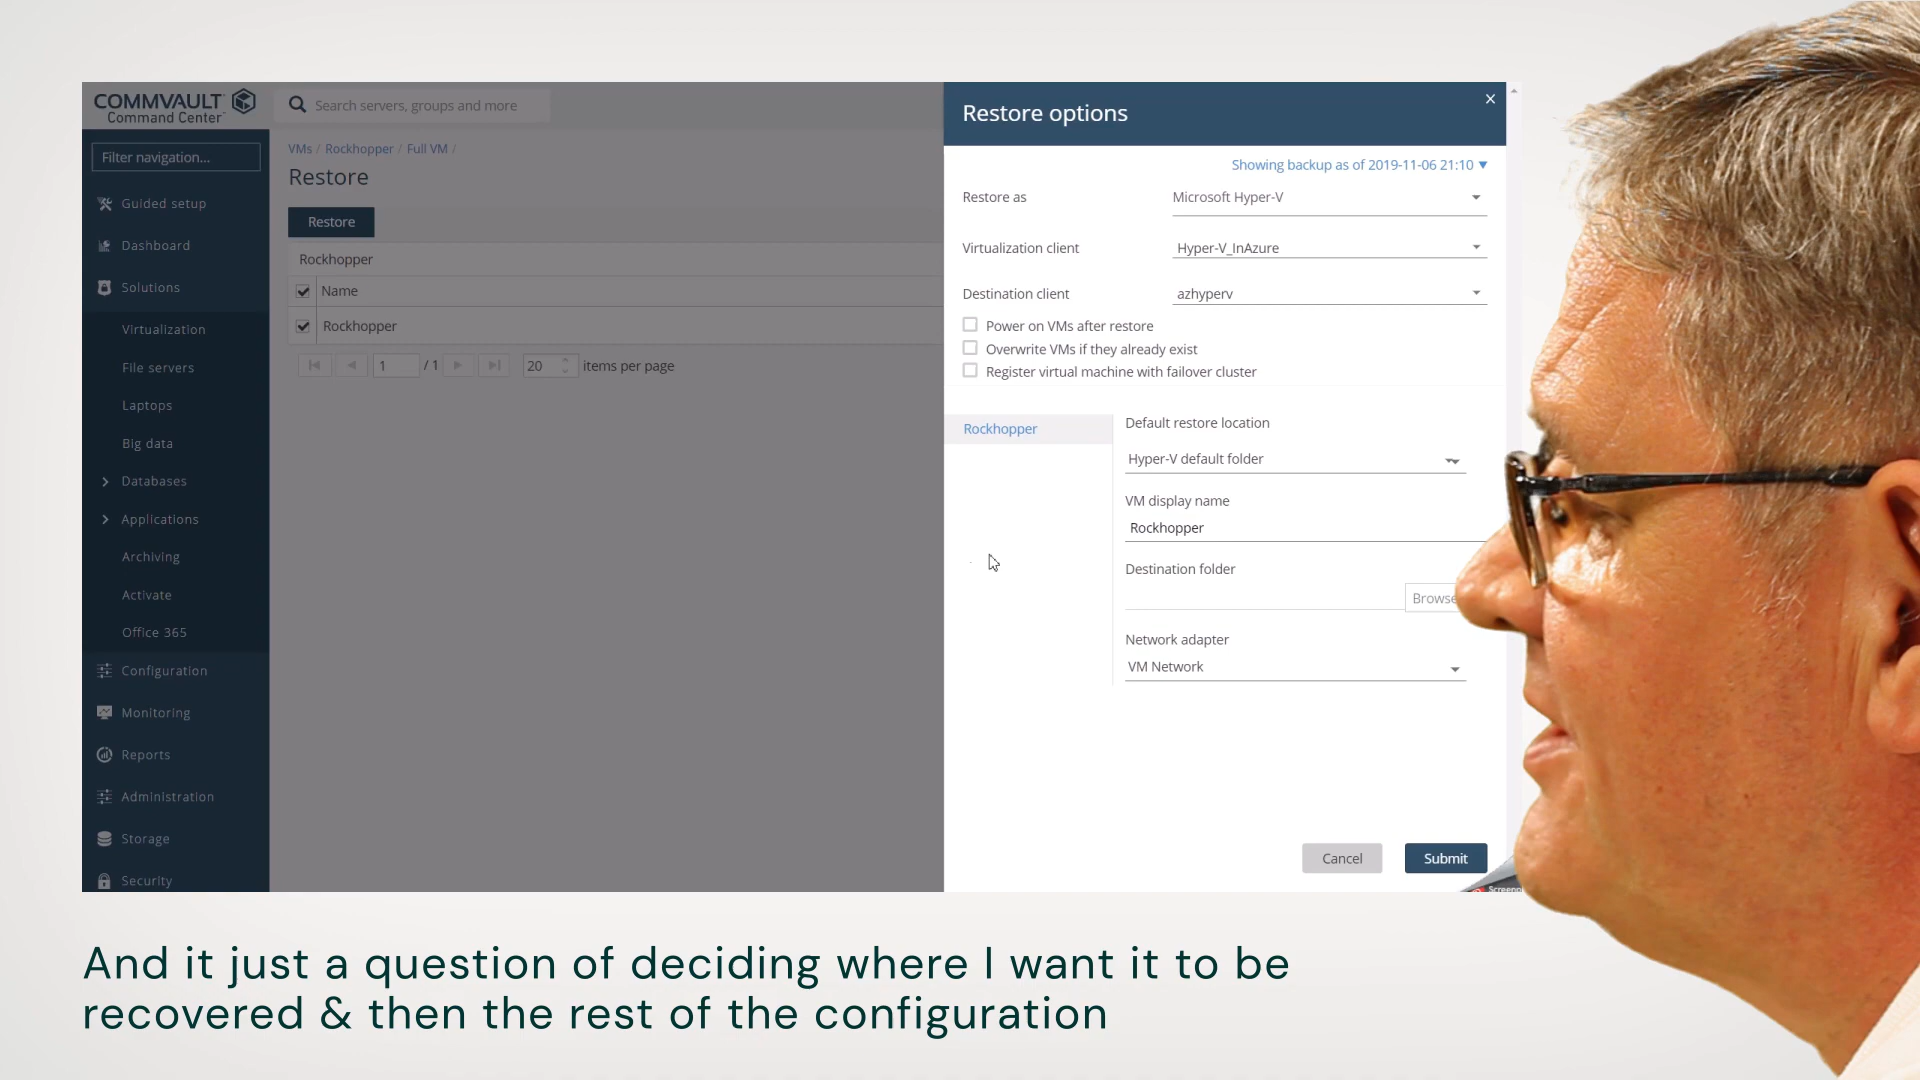 COMMVAULT
Command Center
Search servers, groups and more
Filter navigation...
Guided setup
Dashboard
Solutions
Virtualization
File servers
Laptops
Big data
Databases
Applications
Archiving
Activate
Office 365
Configuration
Monitoring
Reports
Administration
Storage
Security
VMs / Rockhopper / Full VM /
Restore
Restore
Rockhopper
Name
Rockhopper
1 / 1 20 items per page
Restore options
Showing backup as of 2019-11-06 21:10
Restore as Microsoft Hyper-V
Virtualization client Hyper-V_InAzure
Destination client azhyperv
Power on VMs after restore
Overwrite VMs if they already exist
Register virtual machine with failover cluster
Rockhopper
Default restore location
Hyper-V default folder
VM display name
Rockhopper
Destination folder
Browse
Network adapter
VM Network
Cancel Submit
And it just a question of deciding where I want it to be
recovered & then the rest of the configuration